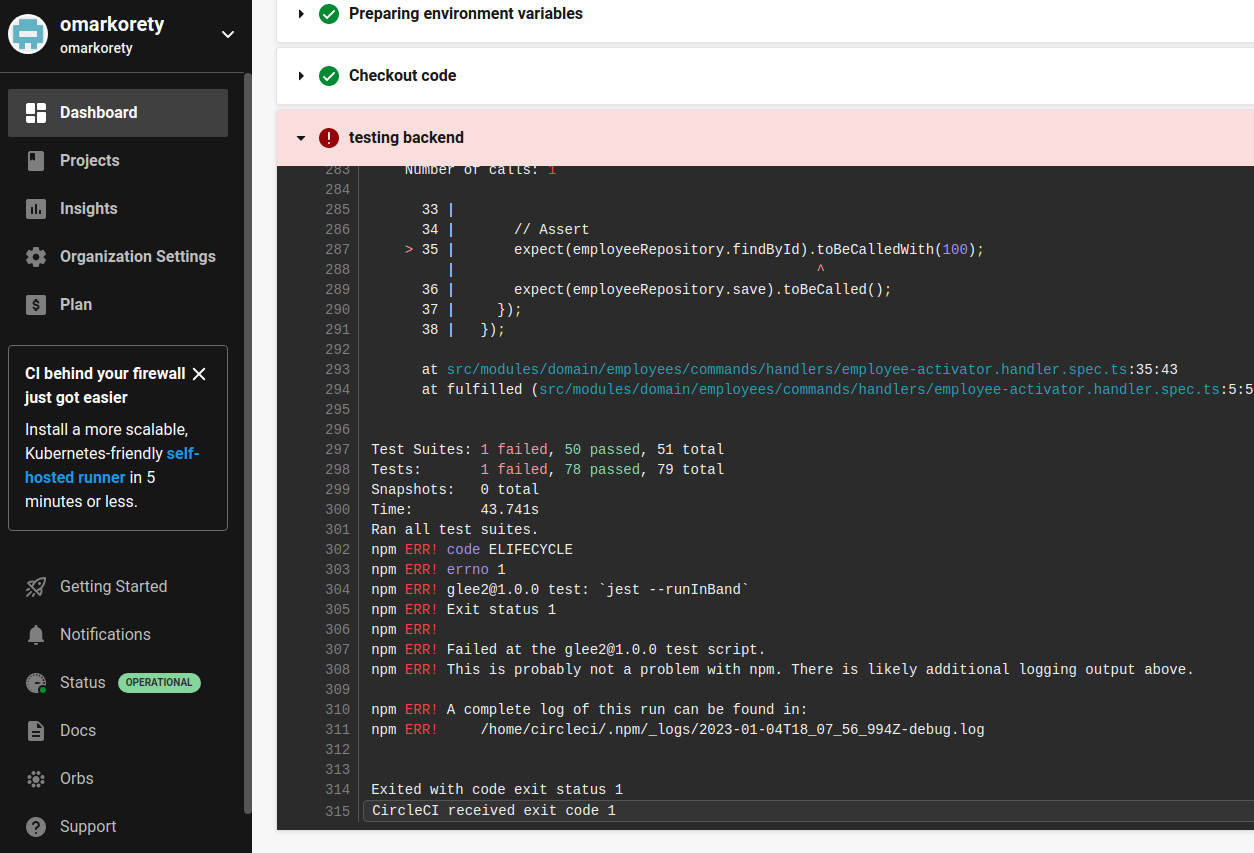 omarkorety
omarkorety
Dashboard
Projects
Insights
Organization Settings
Plan
CI behind your firewall
just got easier
Install a more scalable,
Kubernetes-friendly self-
hosted runner in 5
minutes or less.
Getting Started
Notifications
Status OPERATIONAL
Docs
Orbs
Support
Preparing environment variables
Checkout code
testing backend
283 Number of calls: 1
284
285 33 |
286 34 | // Assert
287 > 35 | expect(employeeRepository.findById).toBeCalledWith(100);
288 | ^
289 36 | expect(employeeRepository.save).toBeCalled();
290 37 | });
291 38 | });
292
293 at src/modules/domain/employees/commands/handlers/employee-activator.handler.spec.ts:35:43
294 at fulfilled (src/modules/domain/employees/commands/handlers/employee-activator.handler.spec.ts:5:5
295
296
297 Test Suites: 1 failed, 50 passed, 51 total
298 Tests: 1 failed, 78 passed, 79 total
299 Snapshots: 0 total
300 Time: 43.741s
301 Ran all test suites.
302 npm ERR! code ELIFECYCLE
303 npm ERR! errno 1
304 npm ERR! glee2@1.0.0 test: `jest --runInBand`
305 npm ERR! Exit status 1
306 npm ERR!
307 npm ERR! Failed at the glee2@1.0.0 test script.
308 npm ERR! This is probably not a problem with npm. There is likely additional logging output above.
309
310 npm ERR! A complete log of this run can be found in:
311 npm ERR! /home/circleci/.npm/_logs/2023-01-04T18_07_56_994Z-debug.log
312
313
314 Exited with code exit status 1
315 CircleCI received exit code 1